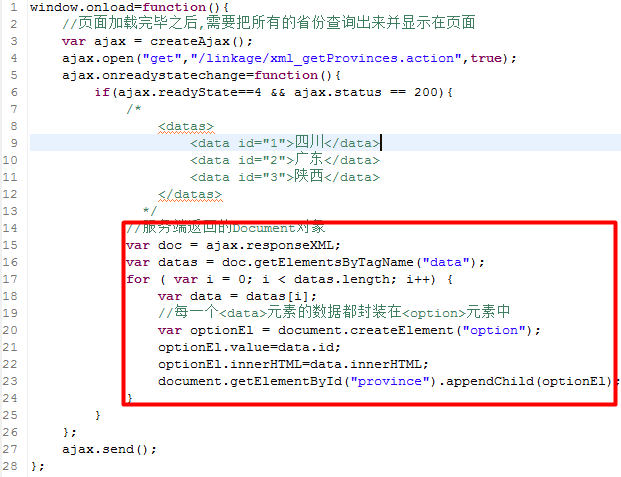 1 window.onload=function(){
2 //页面加载完毕之后,需要把所有的省份查询出来并显示在页面
3 var ajax = createAjax();
4 ajax.open("get","/linkage/xml_getProvinces.action",true);
5 ajax.onreadystatechange=function(){
6 if(ajax.readyState==4 && ajax.status == 200){
7 /*
8 <datas>
9 <data id="1">四川</data>
10 <data id="2">广东</data>
11 <data id="3">陕西</data>
12 </datas>
13 */
14 //服务端返回的Document对象
15 var doc = ajax.responseXML;
16 var datas = doc.getElementsByTagName("data");
17 for ( var i = 0; i < datas.length; i++) {
18 var data = datas[i];
19 //每一个<data>元素的数据都封装在<option>元素中
20 var optionEl = document.createElement("option");
21 optionEl.value=data.id;
22 optionEl.innerHTML=data.innerHTML;
23 document.getElementById("province").appendChild(optionEl);
24 }
25 }
26 };
27 ajax.send();
28 };